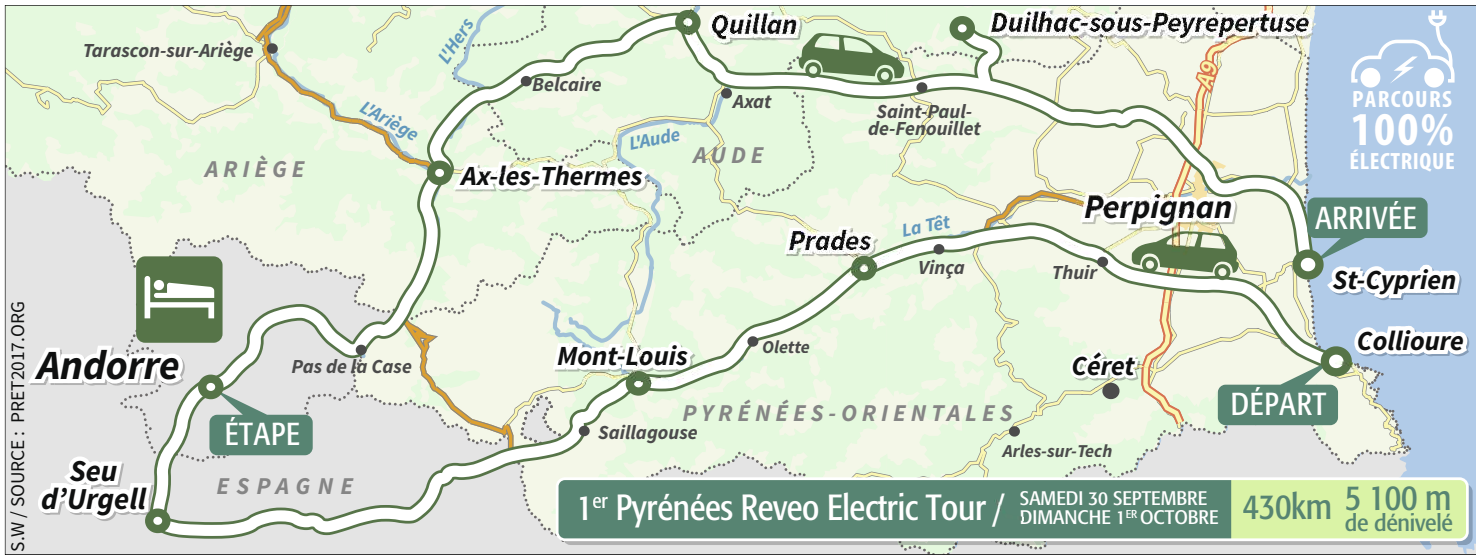 Quillan
Duilhac-sous-Peyrepertuse
Tarascon-sur-Ariège
L'Hers
Belcaire
Axat
Saint-Paul-
de-Fenouillet
A9
PARCOURS
100%
ÉLECTRIQUE
L'Ariège
L'Aude
AUDE
ARIÈGE
Ax-les-Thermes
Perpignan
ARRIVÉE
La Têt
Prades
Vinça
Thuir
St-Cyprien
Andorre
Pas de la Case
Mont-Louis
Olette
Céret
Collioure
ÉTAPE
PYRÉNÉES-ORIENTALES
DÉPART
Saillagouse
Arles-sur-Tech
Seu
d'Urgell
ESPAGNE
1er Pyrénées Reveo Electric Tour /
SAMEDI 30 SEPTEMBRE
DIMANCHE 1ER OCTOBRE
430km
5 100 m
de dénivelé
S.W / SOURCE : PRET2017.ORG